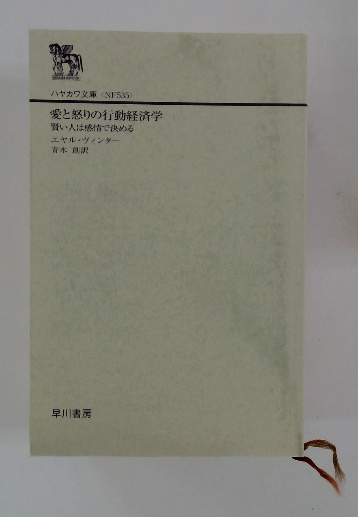 ハヤカワ文庫〈NF535〉
愛と怒りの行動経済学
賢い人は感情で決める
エヤル・ヴィンター
青木 創訳
早川書房